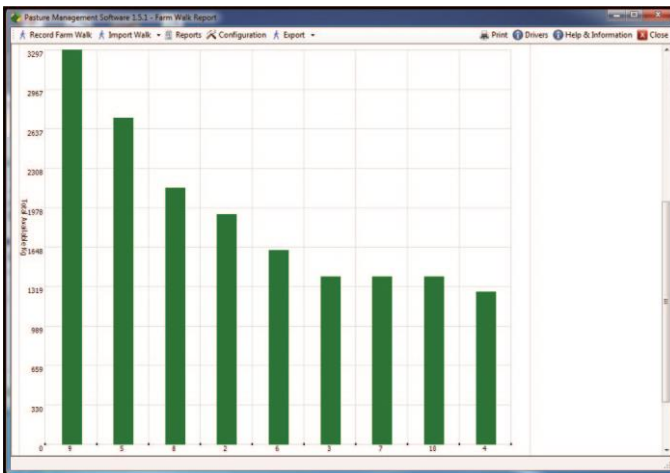 Pasture Management Software 1.5.1 - Farm Walk Report
Record Farm Walk Import Walk Reports Configuration Export Print Drivers Help & Information Close
3297
2967
2637
2308
1978
1648
1319
989
659
330
0
Total Available Kg
9 5 8 2 6 3 7 10 4